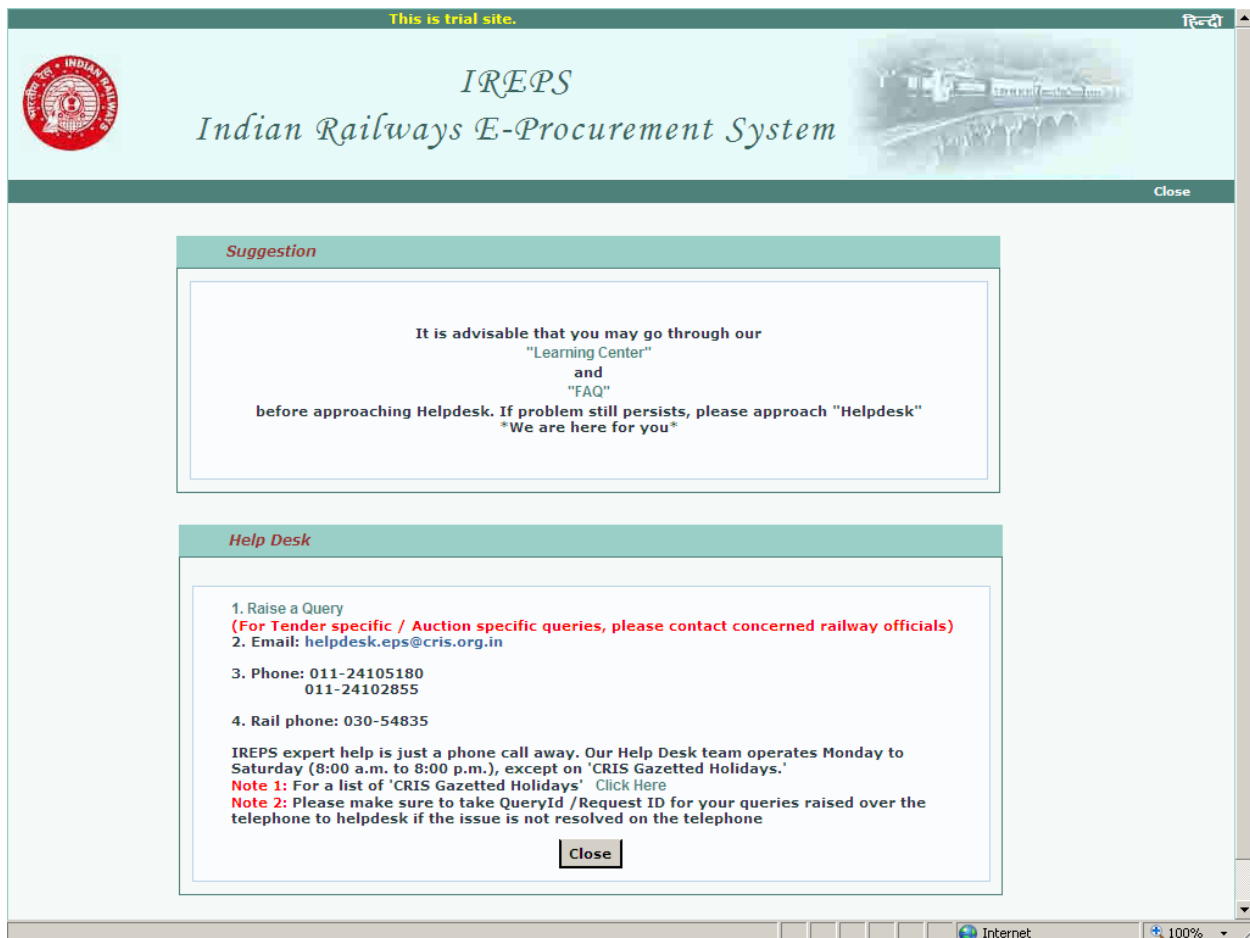 This is trial site.
हिन्दी
INDIAN RAILWAYS
भारतीय रेल
IREPS
Indian Railways E-Procurement System
Close
Suggestion
It is advisable that you may go through our
"Learning Center"
and
"FAQ"
before approaching Helpdesk. If problem still persists, please approach "Helpdesk"
*We are here for you*
Help Desk
1. Raise a Query
(For Tender specific / Auction specific queries, please contact concerned railway officials)
2. Email: helpdesk.eps@cris.org.in
3. Phone: 011-24105180
011-24102855
4. Rail phone: 030-54835
IREPS expert help is just a phone call away. Our Help Desk team operates Monday to
Saturday (8:00 a.m. to 8:00 p.m.), except on 'CRIS Gazetted Holidays.'
Note 1: For a list of 'CRIS Gazetted Holidays' Click Here
Note 2: Please make sure to take QueryId /Request ID for your queries raised over the
telephone to helpdesk if the issue is not resolved on the telephone
Close
Internet
100%